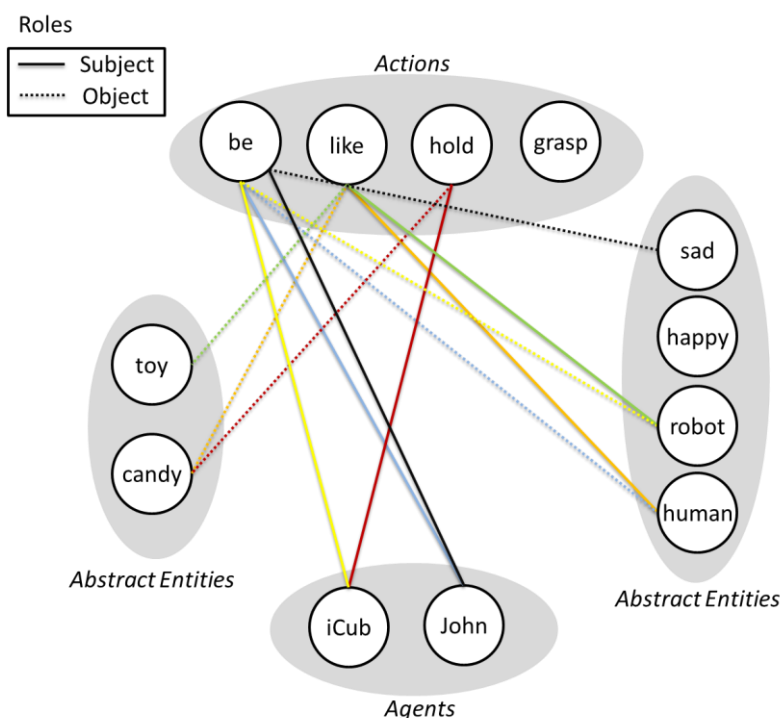 Roles
Subject
Object
Actions
be
like
hold
grasp
sad
happy
robot
human
Abstract Entities
toy
candy
Abstract Entities
iCub
John
Agents